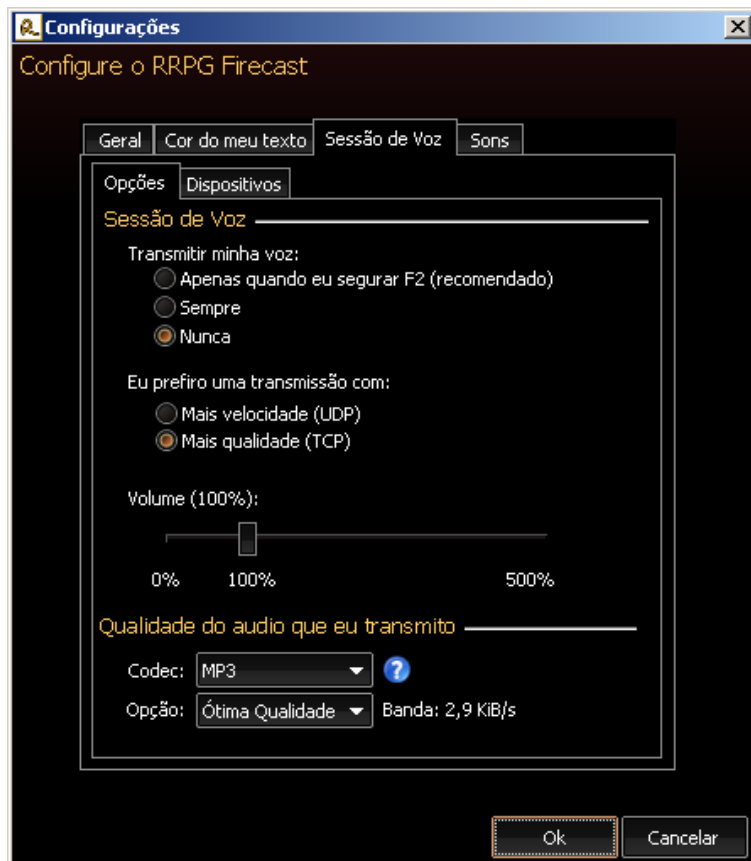 Configurações
Configure o RRPG Firecast
Geral Cor do meu texto Sessão de Voz Sons
Opções Dispositivos
Sessão de Voz
Transmitir minha voz:
Apenas quando eu segurar F2 (recomendado)
Sempre
Nunca
Eu prefiro uma transmissão com:
Mais velocidade (UDP)
Mais qualidade (TCP)
Volume (100%):
0% 100% 500%
Qualidade do audio que eu transmito
Codec: MP3 ?
Opção: Ótima Qualidade Banda: 2,9 KiB/s
Ok Cancelar